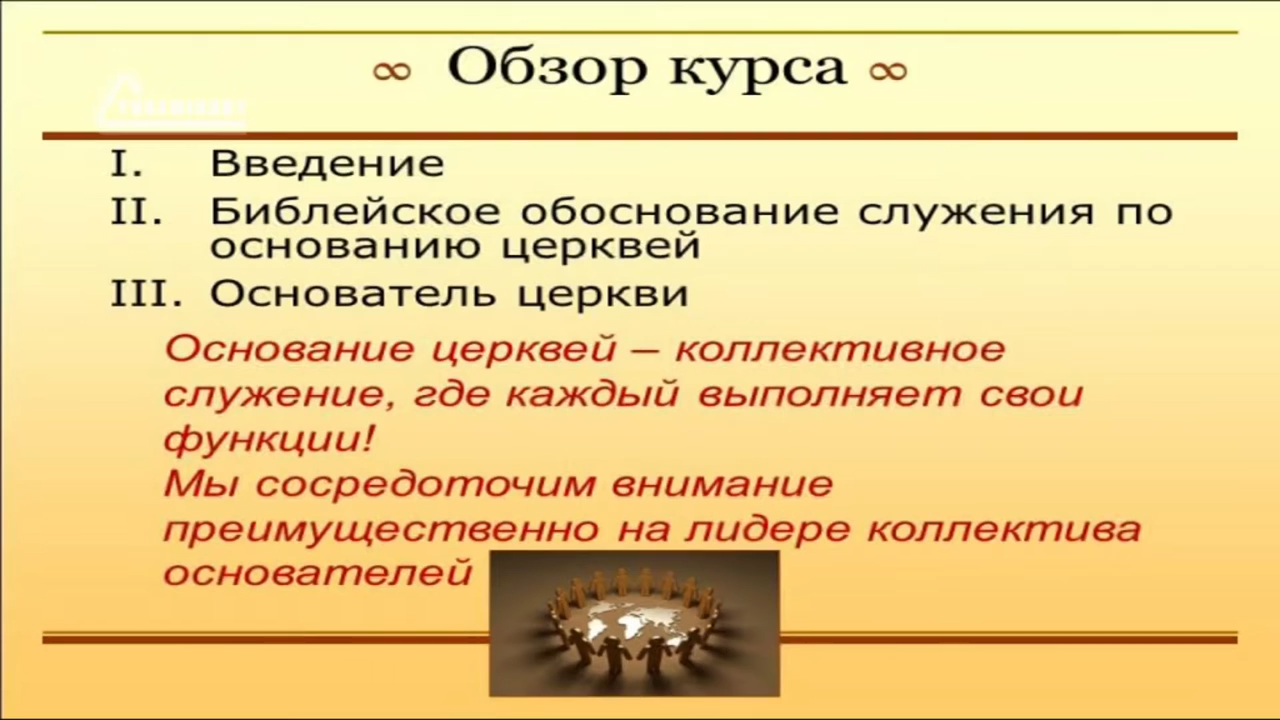 ∞ Обзор курса ∞
I. Введение
II. Библейское обоснование служения по
основанию церквей
III. Основатель церкви
Основание церквей – коллективное
служение, где каждый выполняет свои
функции!
Мы сосредоточим внимание
преимущественно на лидере коллектива
основателей